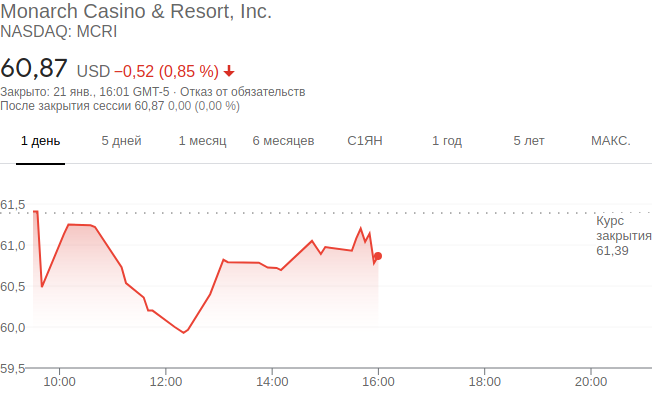 Monarch Casino & Resort, Inc.
NASDAQ: MCRI
60,87 USD −0,52 (0,85 %)
Закрыто: 21 янв., 16:01 GMT-5 · Отказ от обязательств
После закрытия сессии 60,87 0,00 (0,00 %)
1 день 5 дней 1 месяц 6 месяцев С1ЯН 1 год 5 лет МАКС.
61,5
Курс
закрытия
61,39
61,0
60,5
60,0
59,5
10:00 12:00 14:00 16:00 18:00 20:00